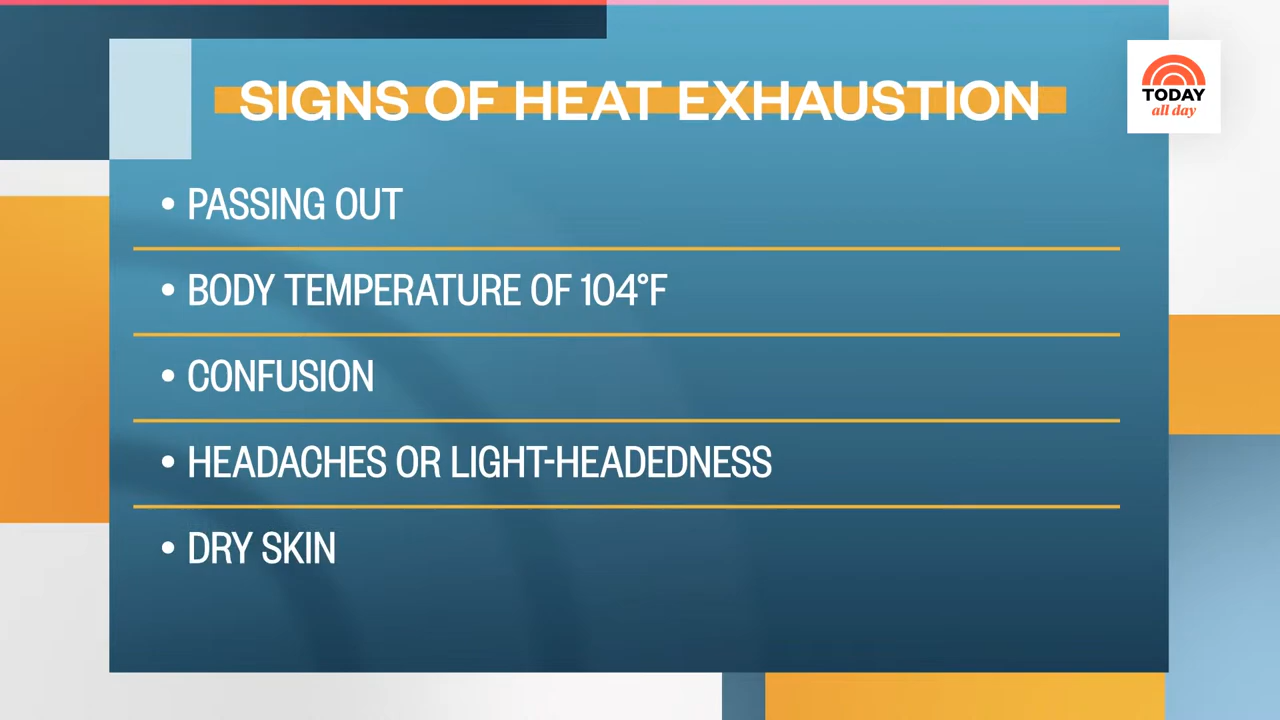 SIGNS OF HEAT EXHAUSTION
TODAY
all day
• PASSING OUT
• BODY TEMPERATURE OF 104°F
• CONFUSION
• HEADACHES OR LIGHT-HEADEDNESS
• DRY SKIN